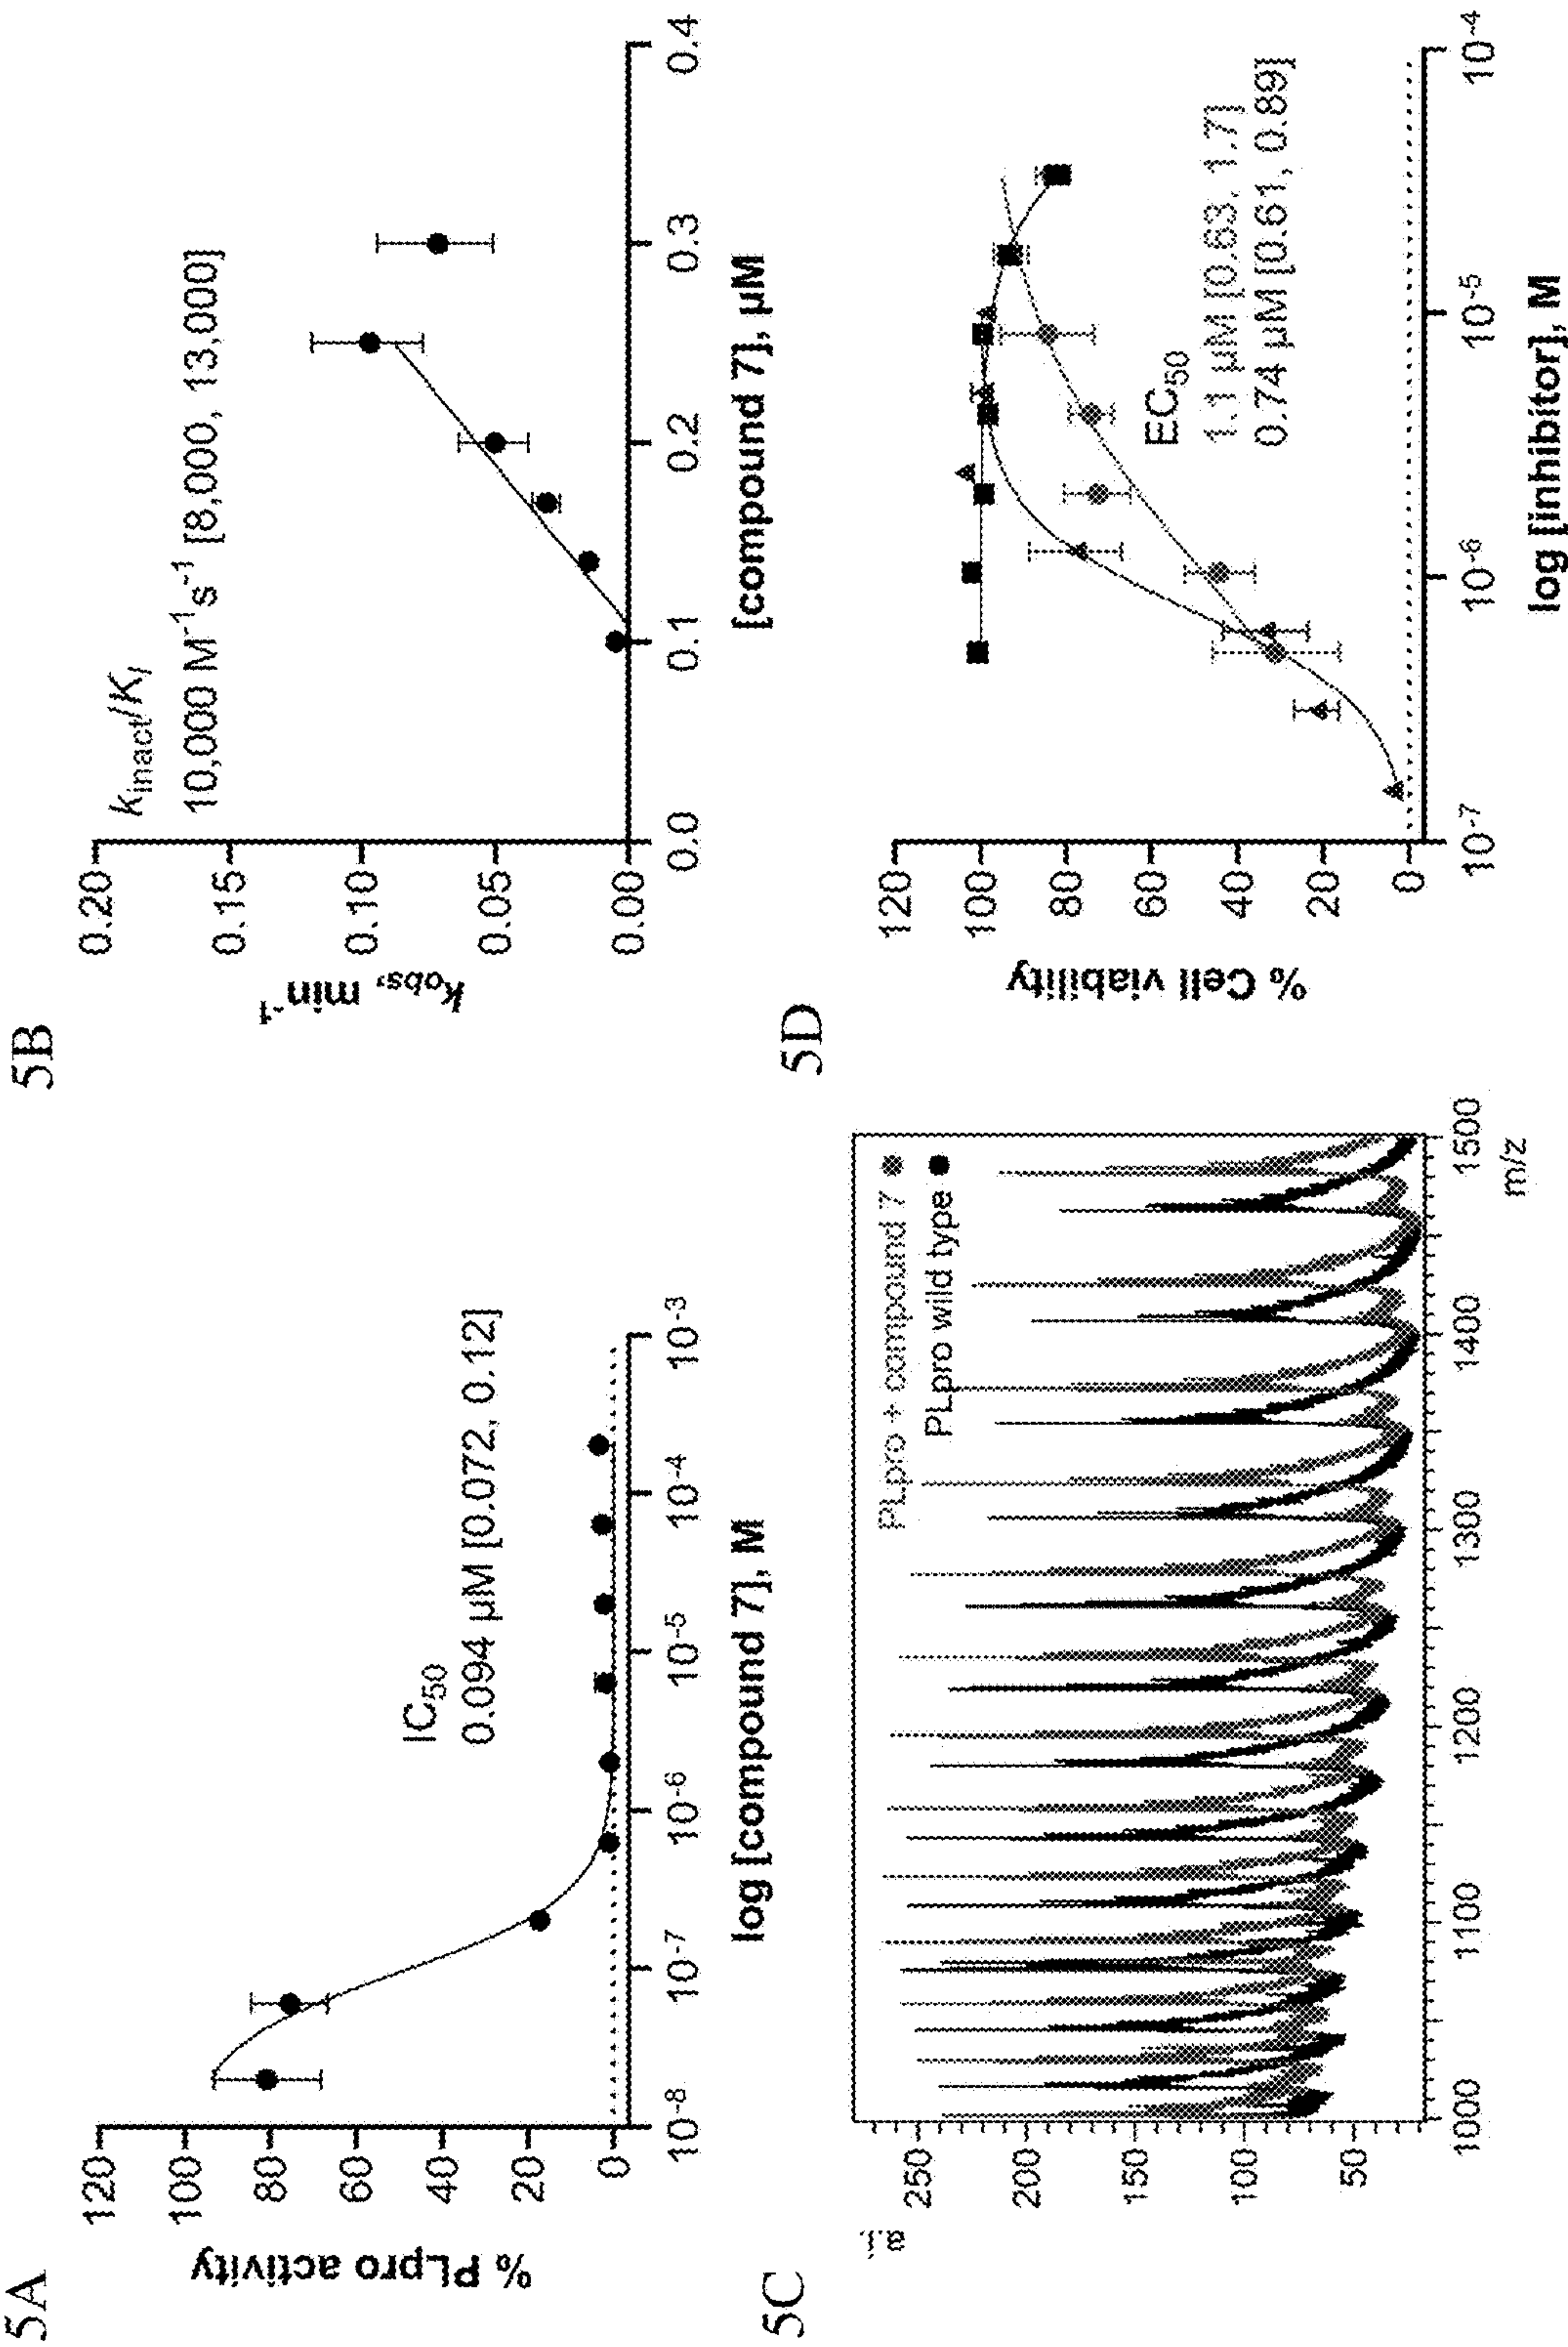 5A
% PLpro activity
120
100
80
60
40
20
0
10-8
10-7
10-6
10-5
10-4
10-3
log [compound 7], M
IC50
0.094 µM [0.072, 0.12]
5B
kobs, min-1
0.20
0.15
0.10
0.05
0.00
0.0
0.1
0.2
0.3
0.4
[compound 7], µM
kinact/KI
10,000 M-1s-1 [8,000, 13,000]
5C
a.i.
250
200
150
100
50
1000
1100
1200
1300
1400
1500
m/z
PLpro + compound 7
PLpro wild type
5D
% Cell viability
120
100
80
60
40
20
0
10-7
10-6
10-5
10-4
log [inhibitor], M
EC50
1.1 µM [0.63, 1.7]
0.74 µM [0.61, 0.89]